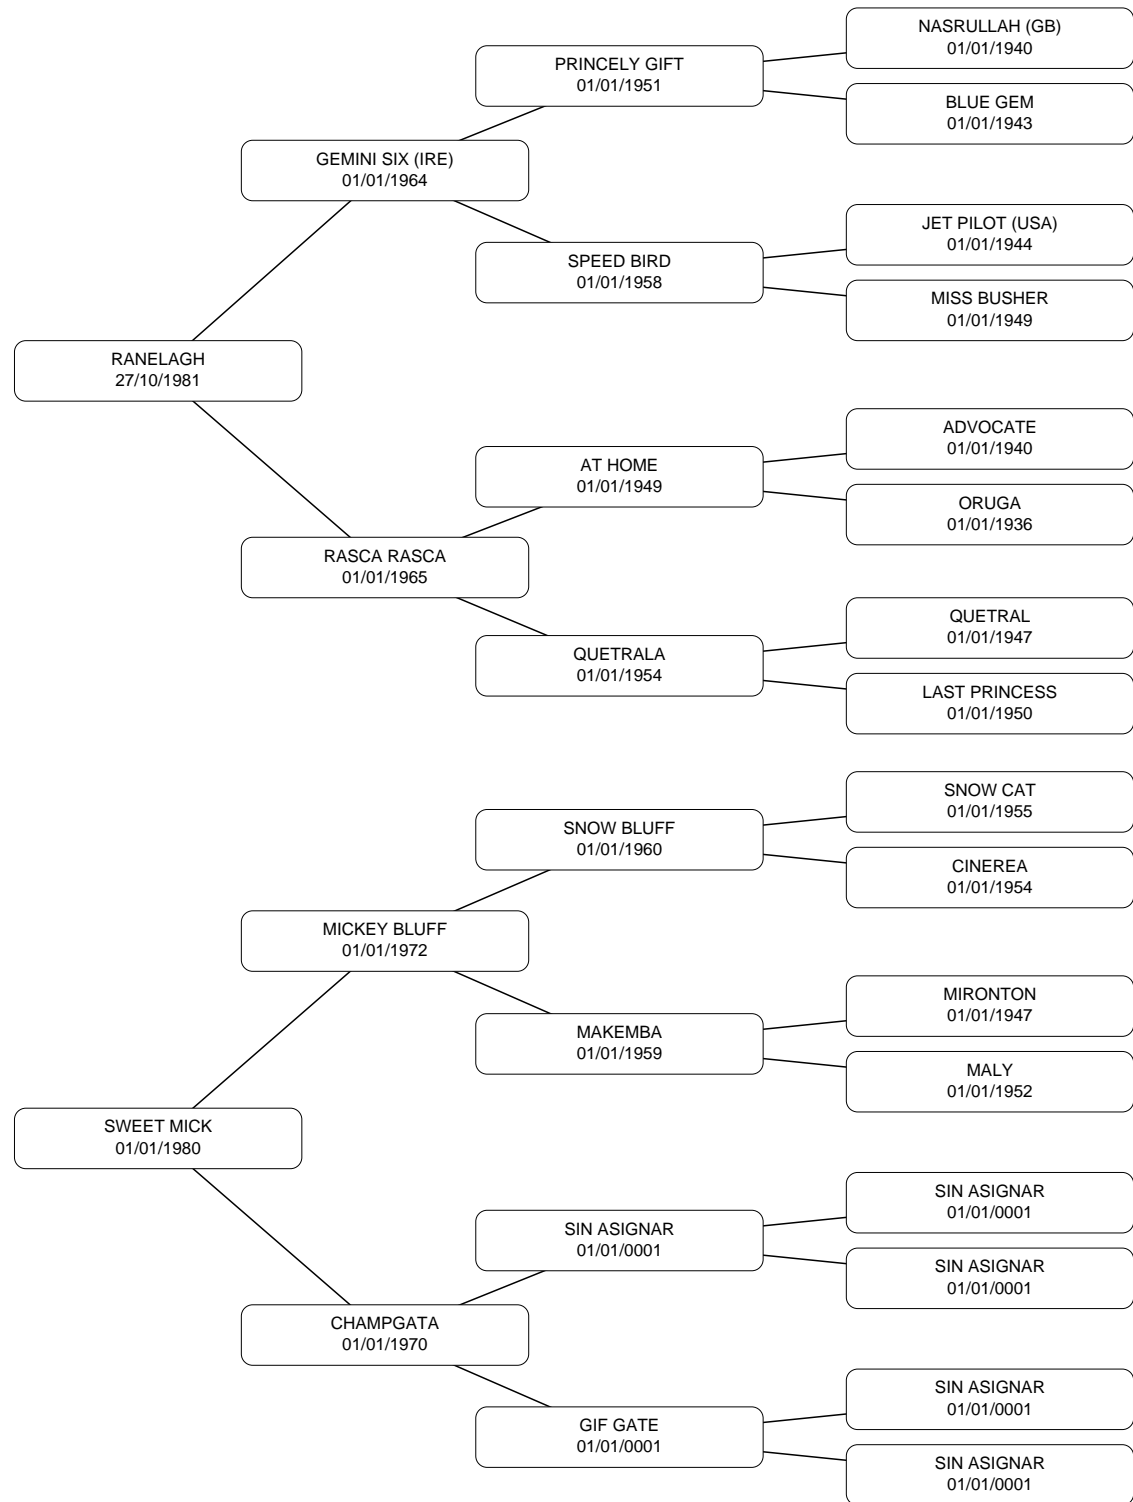 NASRULLAH (GB)
01/01/1940
PRINCELY GIFT
01/01/1951
BLUE GEM
01/01/1943
GEMINI SIX (IRE)
01/01/1964
JET PILOT (USA)
01/01/1944
SPEED BIRD
01/01/1958
MISS BUSHER
01/01/1949
RANELAGH
27/10/1981
ADVOCATE
01/01/1940
AT HOME
01/01/1949
ORUGA
01/01/1936
RASCA RASCA
01/01/1965
QUETRAL
01/01/1947
QUETRALA
01/01/1954
LAST PRINCESS
01/01/1950
SNOW CAT
01/01/1955
SNOW BLUFF
01/01/1960
CINEREA
01/01/1954
MICKEY BLUFF
01/01/1972
MIRONTON
01/01/1947
MAKEMBA
01/01/1959
MALY
01/01/1952
SWEET MICK
01/01/1980
SIN ASIGNAR
01/01/0001
SIN ASIGNAR
01/01/0001
SIN ASIGNAR
01/01/0001
CHAMPGATA
01/01/1970
SIN ASIGNAR
01/01/0001
GIF GATE
01/01/0001
SIN ASIGNAR
01/01/0001